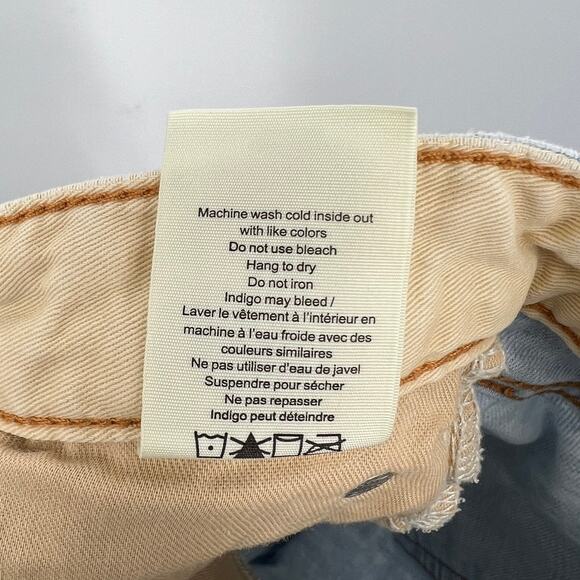 Machine wash cold inside out
with like colors
Do not use bleach
Hang to dry
Do not iron
Indigo may bleed /
Laver le vêtement à l'intérieur en
machine à l'eau froide avec des
couleurs similaires
Ne pas utiliser d'eau de javel
Suspendre pour sécher
Ne pas repasser
Indigo peut déteindre